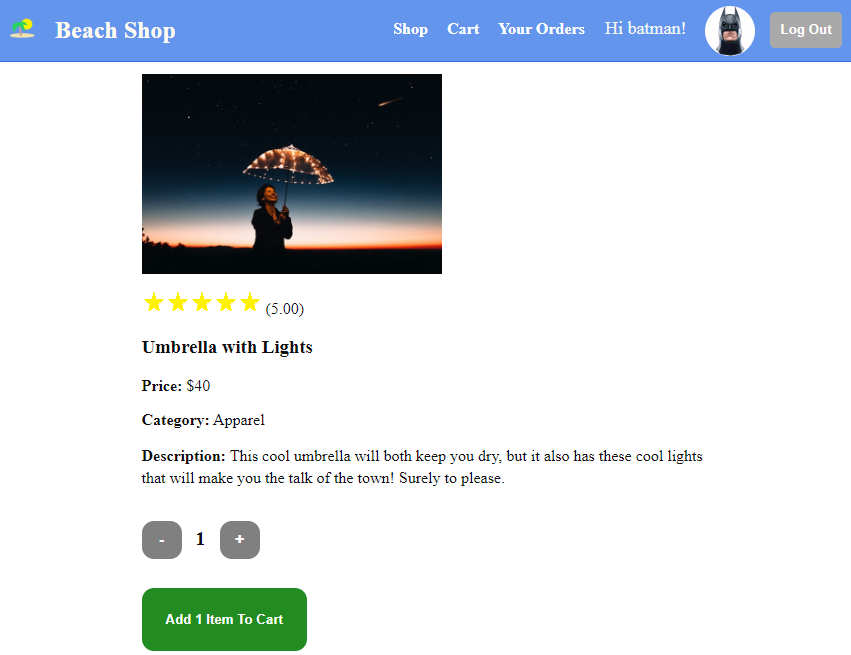 Beach Shop Shop Cart Your Orders Hi batman! Log Out
★★★★★ (5.00)
Umbrella with Lights
Price: $40
Category: Apparel
Description: This cool umbrella will both keep you dry, but it also has these cool lights
that will make you the talk of the town! Surely to please.
- 1 +
Add 1 Item To Cart